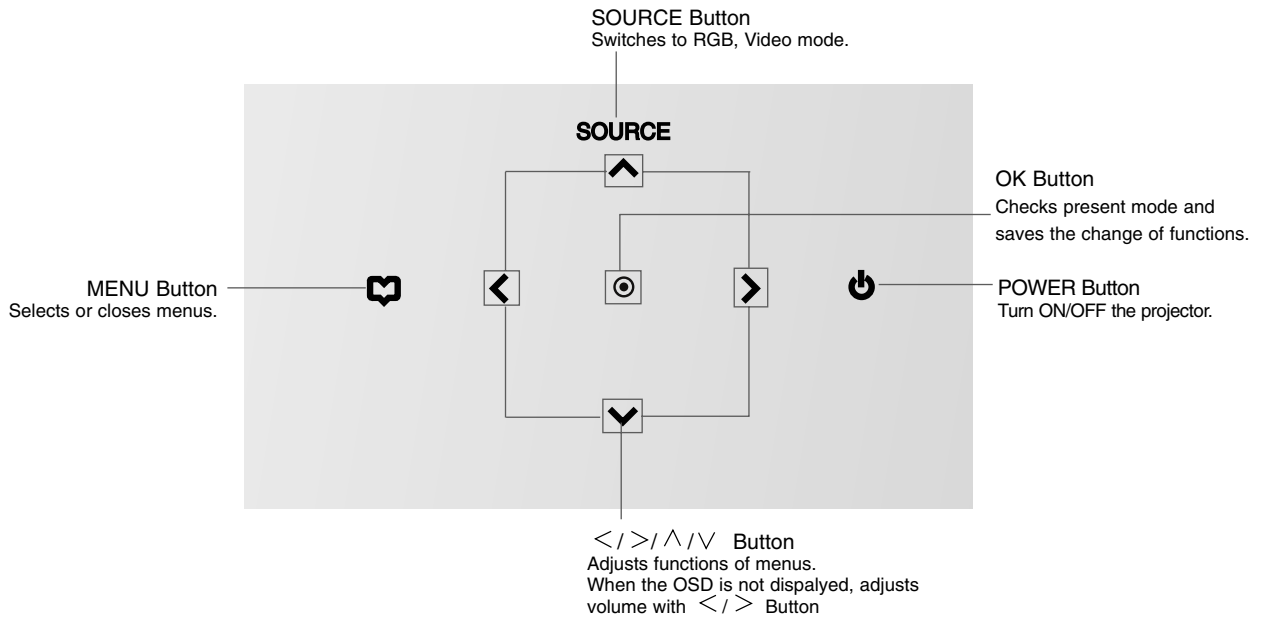 SOURCE Button
Switches to RGB, Video mode.
SOURCE
OK Button
Checks present mode and
saves the change of functions.
MENU Button
Selects or closes menus.
POWER Button
Turn ON/OFF the projector.
＜/ ＞/ ∧ /∨ Button
Adjusts functions of menus.
When the OSD is not dispalyed, adjusts
volume with ＜/ ＞ Button